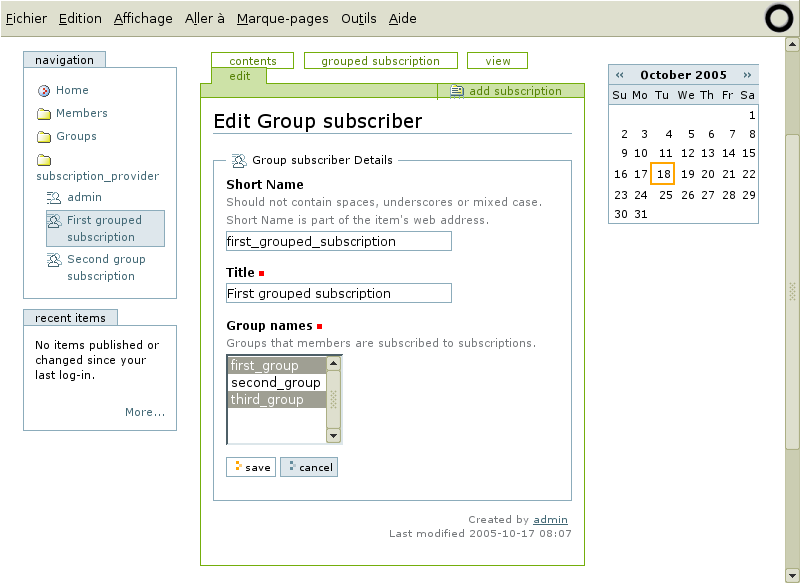 Fichier Edition Affichage Aller à Marque-pages Outils Aide
navigation
Home
Members
Groups
subscription_provider
admin
First grouped
subscription
Second group
subscription
recent items
No items published or
changed since your
last log-in.
More...
contents grouped subscription view
edit
add subscription
Edit Group subscriber
Group subscriber Details
Short Name
Should not contain spaces, underscores or mixed case.
Short Name is part of the item's web address.
first_grouped_subscription
Title
First grouped subscription
Group names
Groups that members are subscribed to subscriptions.
first_group
second_group
third_group
save cancel
Created by admin
Last modified 2005-10-17 08:07
« October 2005 »
Su Mo Tu We Th Fr Sa
1
2 3 4 5 6 7 8
9 10 11 12 13 14 15
16 17 18 19 20 21 22
23 24 25 26 27 28 29
30 31